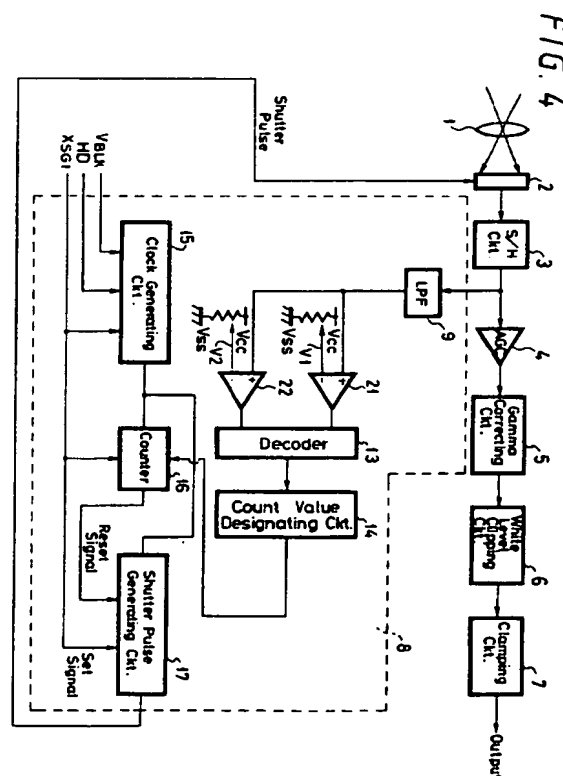 FIG. 4
1
2
S/H
Ckt.
3
AGC
4
Gamma
Correcting
Ckt.
5
White
Level
Clipping
Ckt.
6
Clamping
Ckt.
7
Output
LPF
9
Vcc
V1
Vss
21
Vcc
V2
Vss
22
Decoder
13
Count Value
Designating Ckt.
14
8
Shutter
Pulse
VBLK
HD
XSG1
15
Clock Generating
Ckt.
Counter
16
Reset
Signal
Set
Signal
Shutter Pulse
Generating Ckt.
17